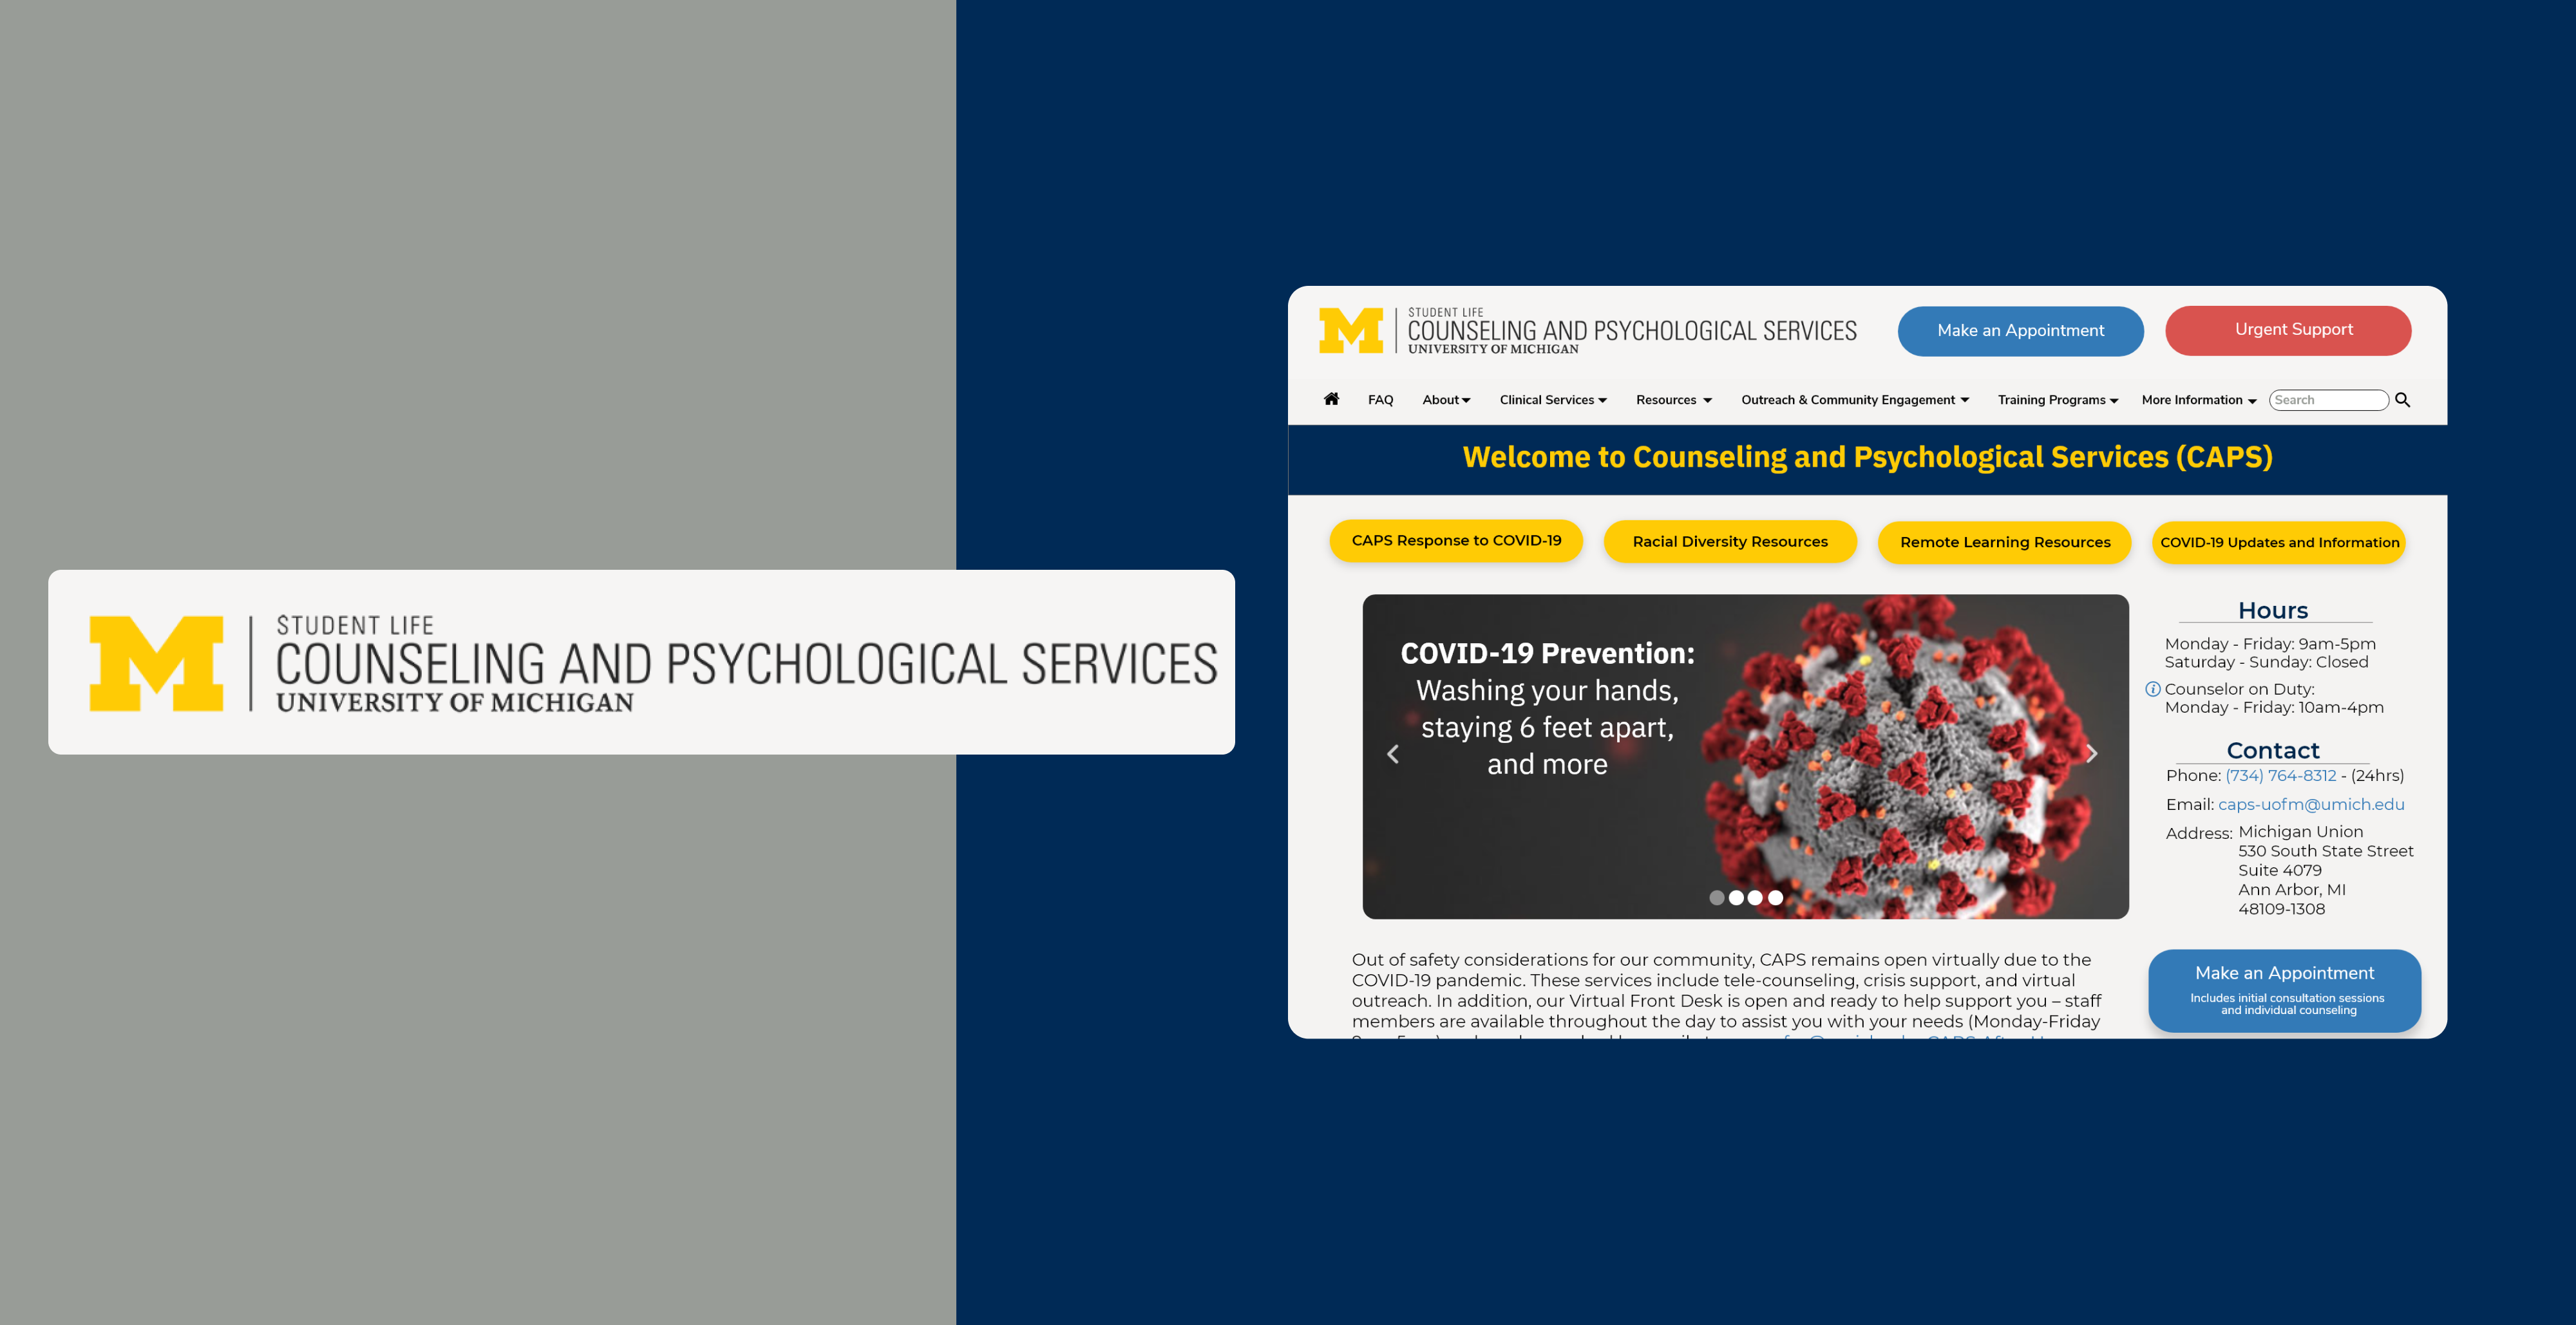 STUDENT LIFE
COUNSELING AND PSYCHOLOGICAL SERVICES
UNIVERSITY OF MICHIGAN
STUDENT LIFE
COUNSELING AND PSYCHOLOGICAL SERVICES
UNIVERSITY OF MICHIGAN
Make an Appointment
Urgent Support
FAQ
About
Clinical Services
Resources
Outreach & Community Engagement
Training Programs
More Information
Search
Welcome to Counseling and Psychological Services (CAPS)
CAPS Response to COVID-19
Racial Diversity Resources
Remote Learning Resources
COVID-19 Updates and Information
COVID-19 Prevention:
Washing your hands,
staying 6 feet apart,
and more
Hours
Monday - Friday: 9am-5pm
Saturday - Sunday: Closed
Counselor on Duty:
Monday - Friday: 10am-4pm
Contact
Phone: (734) 764-8312 - (24hrs)
Email: caps-uofm@umich.edu
Address: Michigan Union
530 South State Street
Suite 4079
Ann Arbor, MI
48109-1308
Out of safety considerations for our community, CAPS remains open virtually due to the
COVID-19 pandemic. These services include tele-counseling, crisis support, and virtual
outreach. In addition, our Virtual Front Desk is open and ready to help support you – staff
members are available throughout the day to assist you with your needs (Monday-Friday
Make an Appointment
Includes initial consultation sessions
and individual counseling